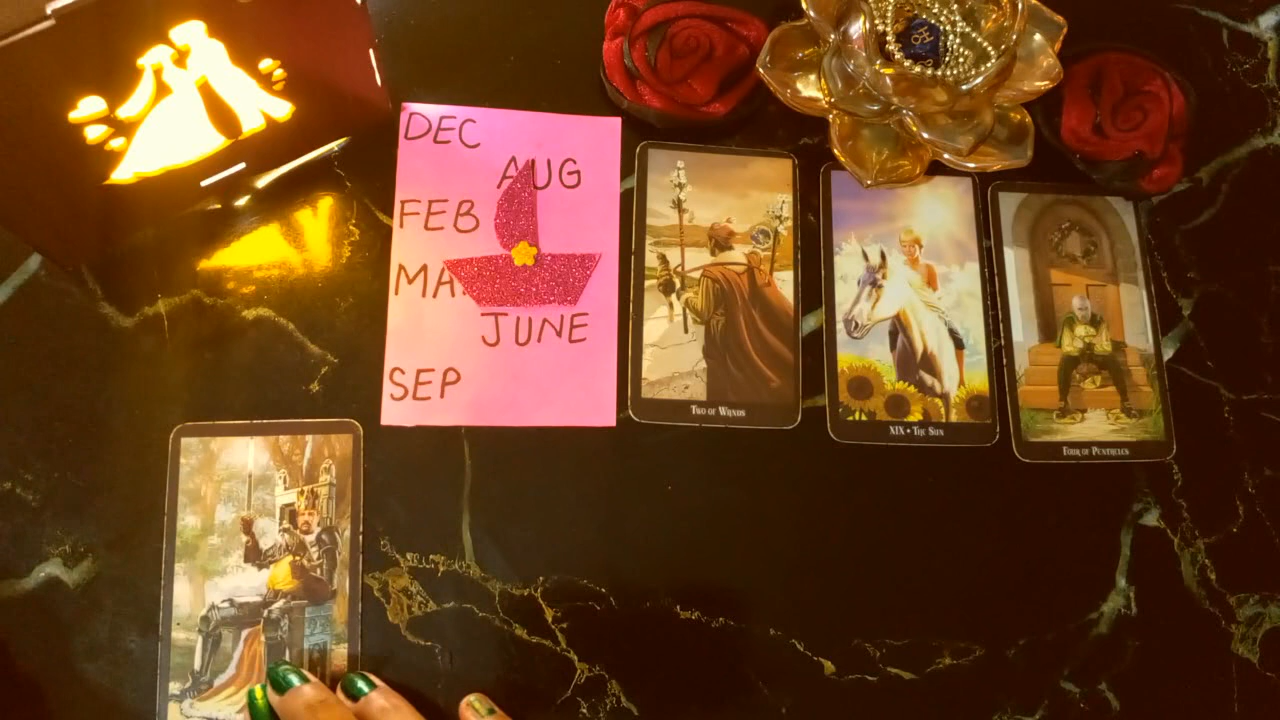 DEC
AUG
FEB
MA
JUNE
SEP
Two of Wands
XIX • The Sun
Four of Pentacles